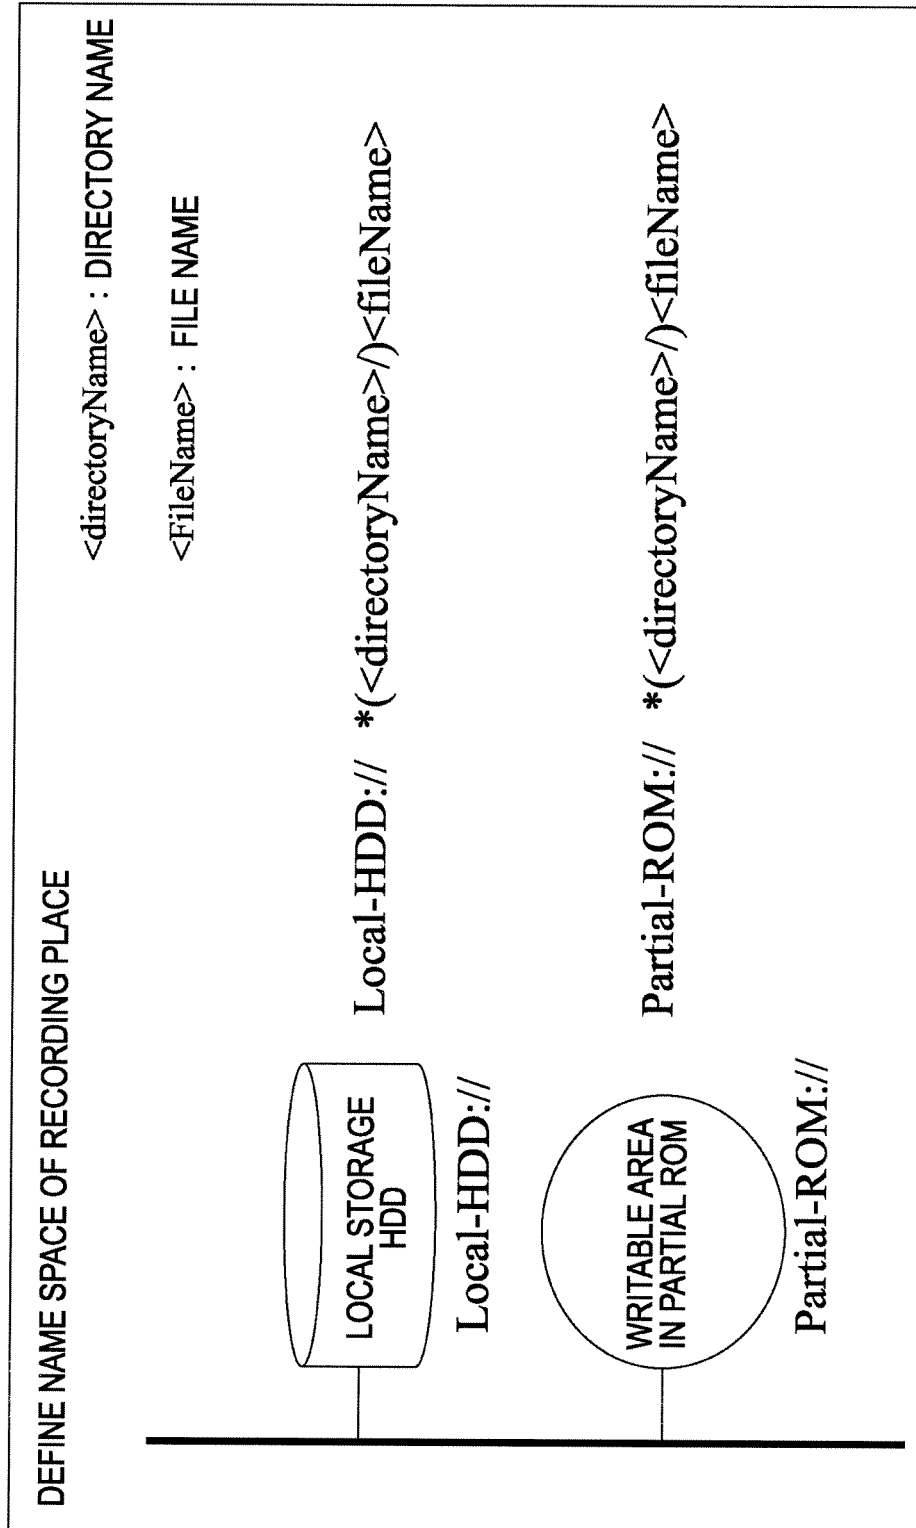 DEFINE NAME SPACE OF RECORDING PLACE
<directoryName> : DIRECTORY NAME
<FileName> : FILE NAME
LOCAL STORAGE
HDD
Local-HDD://
Local-HDD:// *(<directoryName>/)<fileName>
WRITABLE AREA
IN PARTIAL ROM
Partial-ROM://
Partial-ROM:// *(<directoryName>/)<fileName>